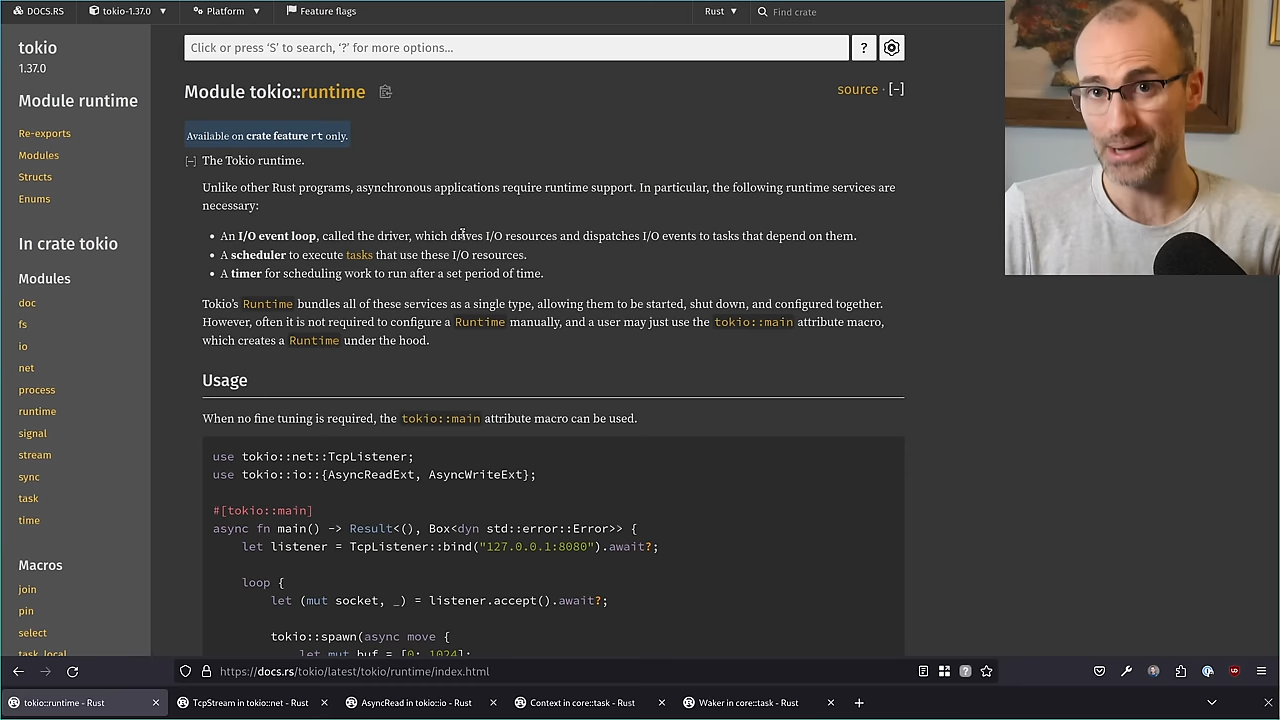 DOCS.RS tokio-1.37.0 Platform Feature flags Rust Find crate
tokio
1.37.0
Module runtime
Re-exports
Modules
Structs
Enums
In crate tokio
Modules
doc
fs
io
net
process
runtime
signal
stream
sync
task
time
Macros
join
pin
select
task_local
Click or press ‘S’ to search, ‘?’ for more options…
?
Module tokio::runtime
source · [-]
Available on crate feature rt only.
[-] The Tokio runtime.
Unlike other Rust programs, asynchronous applications require runtime support. In particular, the following runtime services are
necessary:
• An I/O event loop, called the driver, which drives I/O resources and dispatches I/O events to tasks that depend on them.
• A scheduler to execute tasks that use these I/O resources.
• A timer for scheduling work to run after a set period of time.
Tokio’s Runtime bundles all of these services as a single type, allowing them to be started, shut down, and configured together.
However, often it is not required to configure a Runtime manually, and a user may just use the tokio::main attribute macro,
which creates a Runtime under the hood.
Usage
When no fine tuning is required, the tokio::main attribute macro can be used.
use tokio::net::TcpListener;
use tokio::io::{AsyncReadExt, AsyncWriteExt};
#[tokio::main]
async fn main() -> Result<(), Box<dyn std::error::Error>> {
let listener = TcpListener::bind("127.0.0.1:8080").await?;
loop {
let (mut socket, _) = listener.accept().await?;
tokio::spawn(async move {
let mut buf = [0; 1024];
https://docs.rs/tokio/latest/tokio/runtime/index.html
tokio::runtime - Rust TcpStream in tokio::net - Rust AsyncRead in tokio::io - Rust Context in core::task - Rust Waker in core::task - Rust